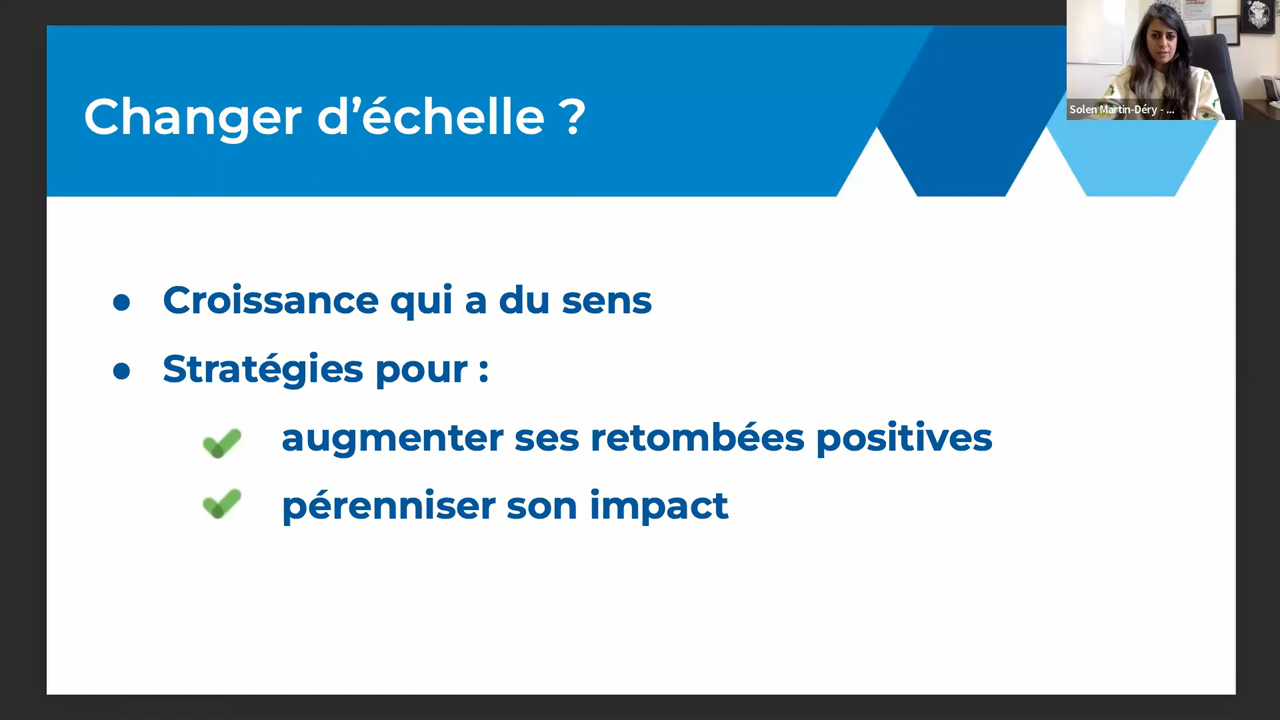 Changer d’échelle ?
Solen Martin-Déry - ...
● Croissance qui a du sens
● Stratégies pour :
augmenter ses retombées positives
pérenniser son impact